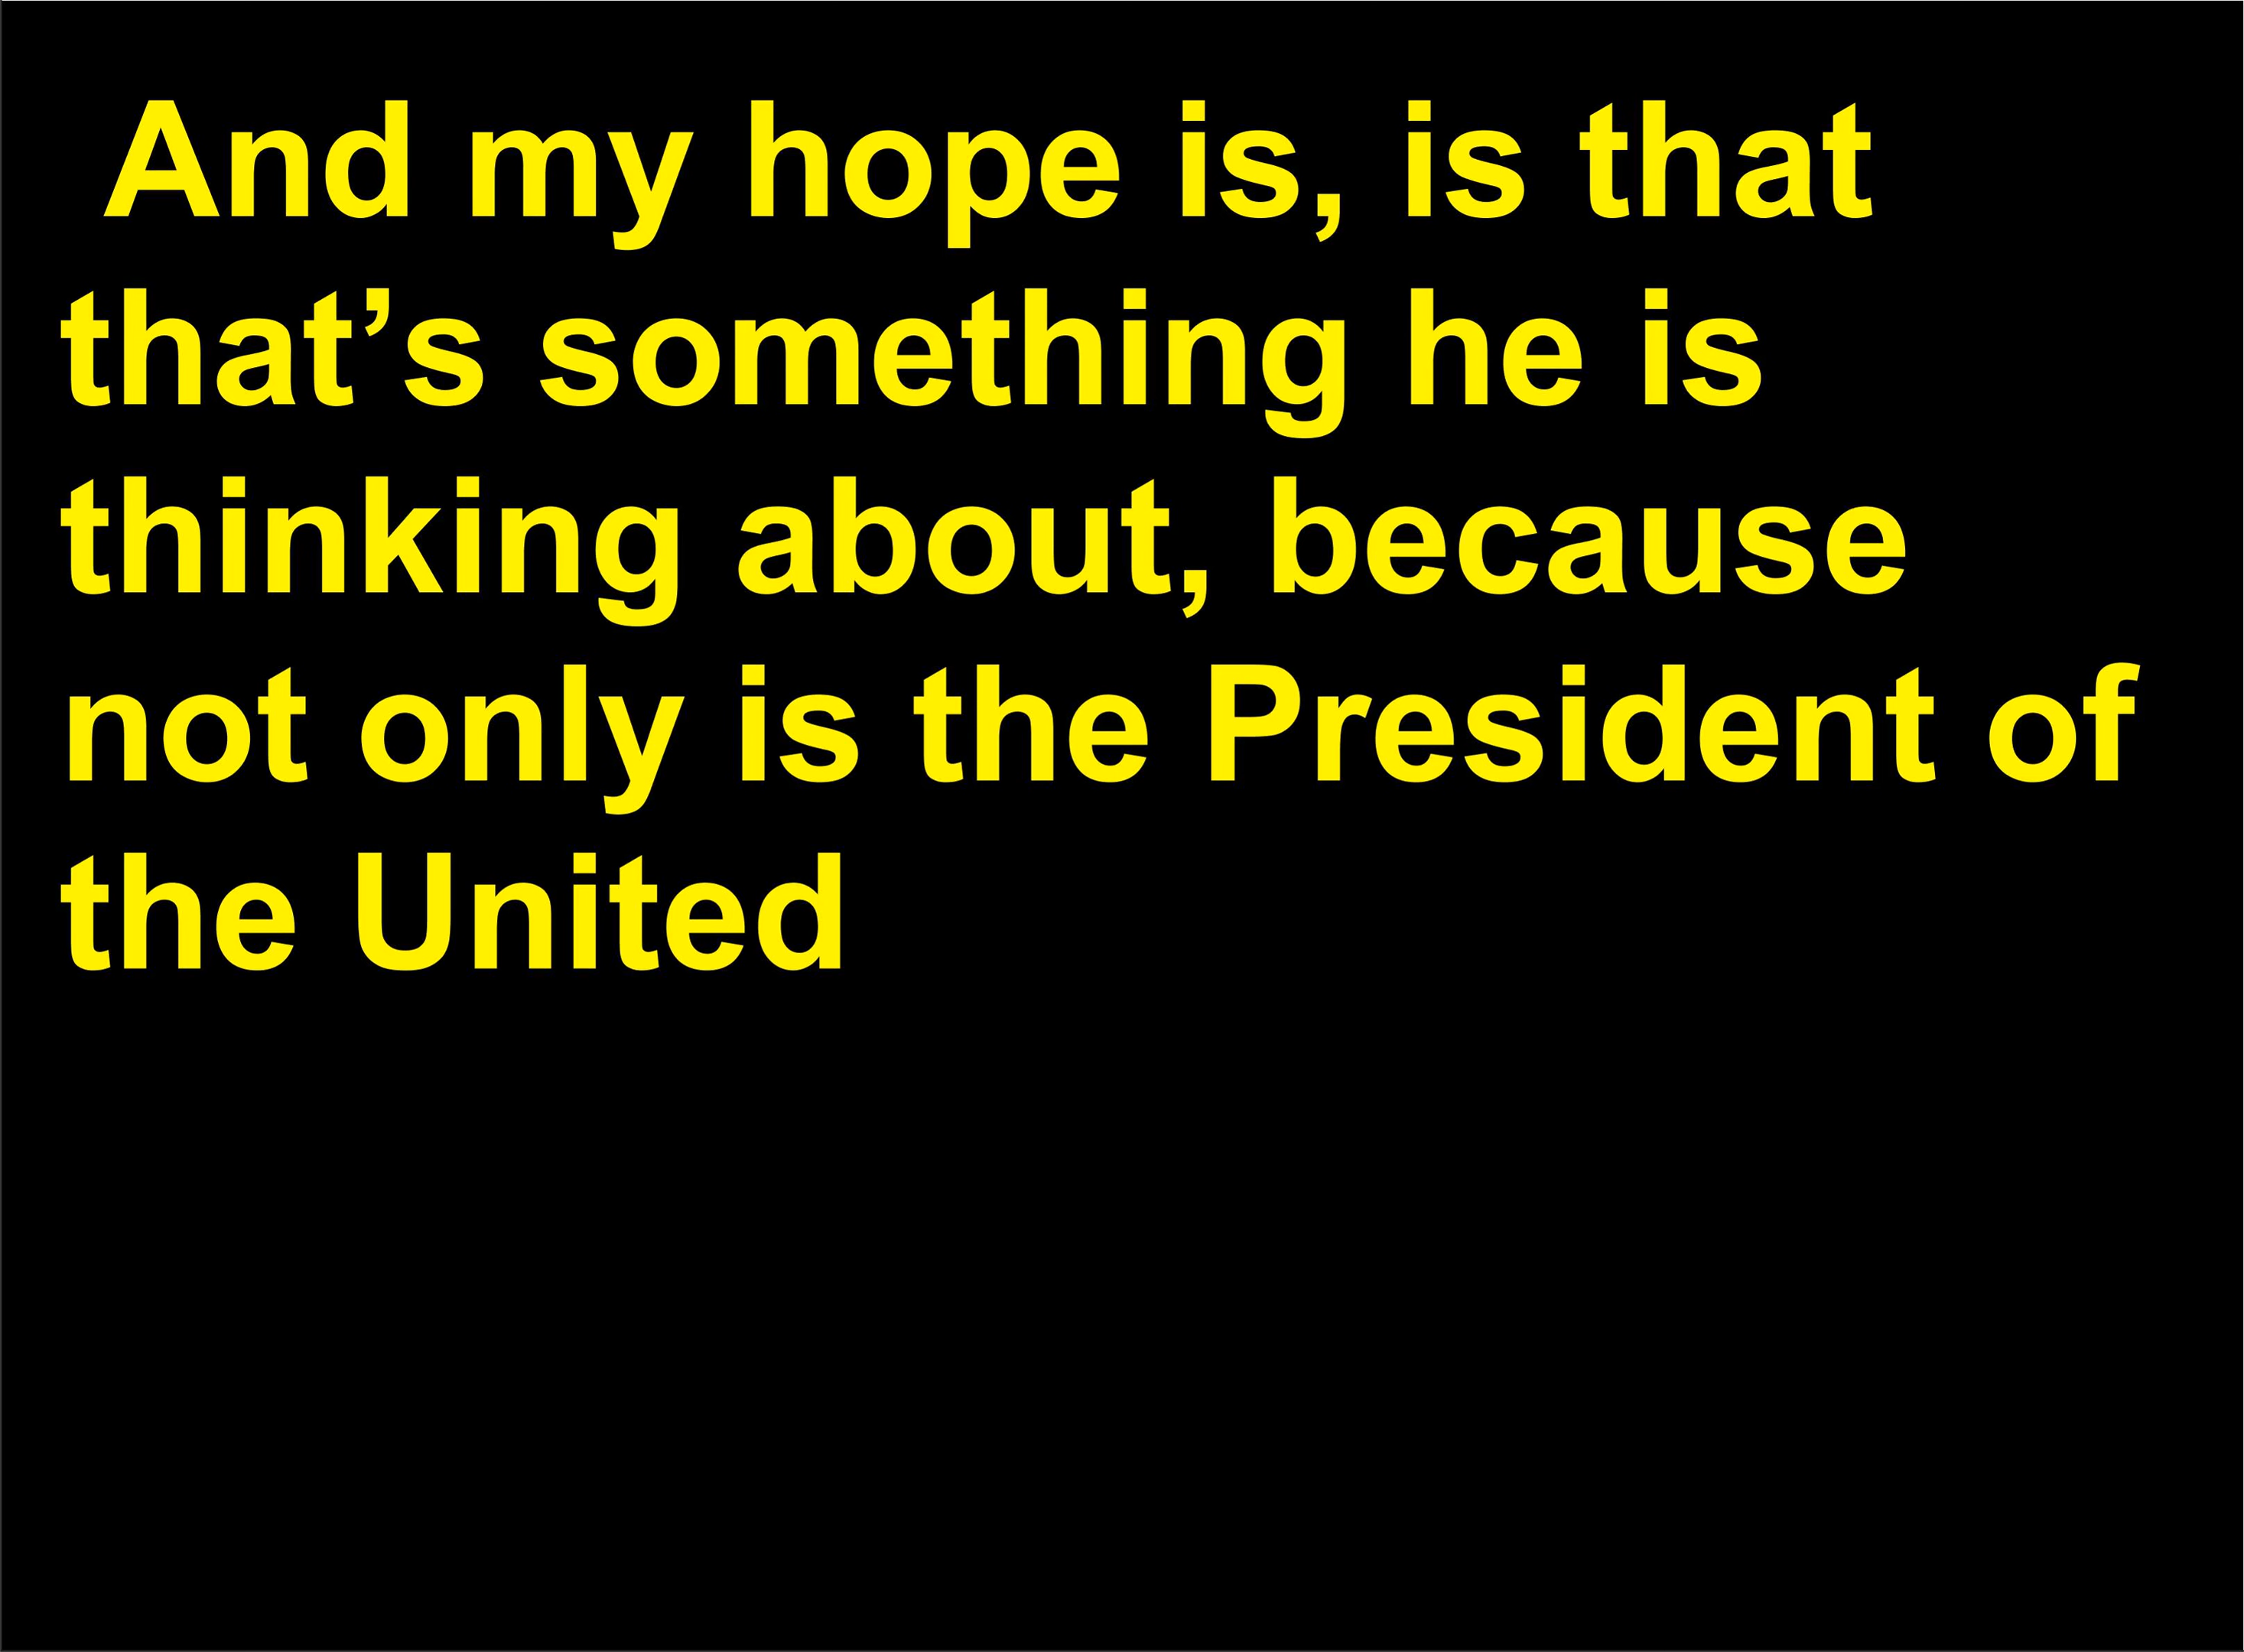 And my hope is, is that
that’s something he is
thinking about, because
not only is the President of
the United